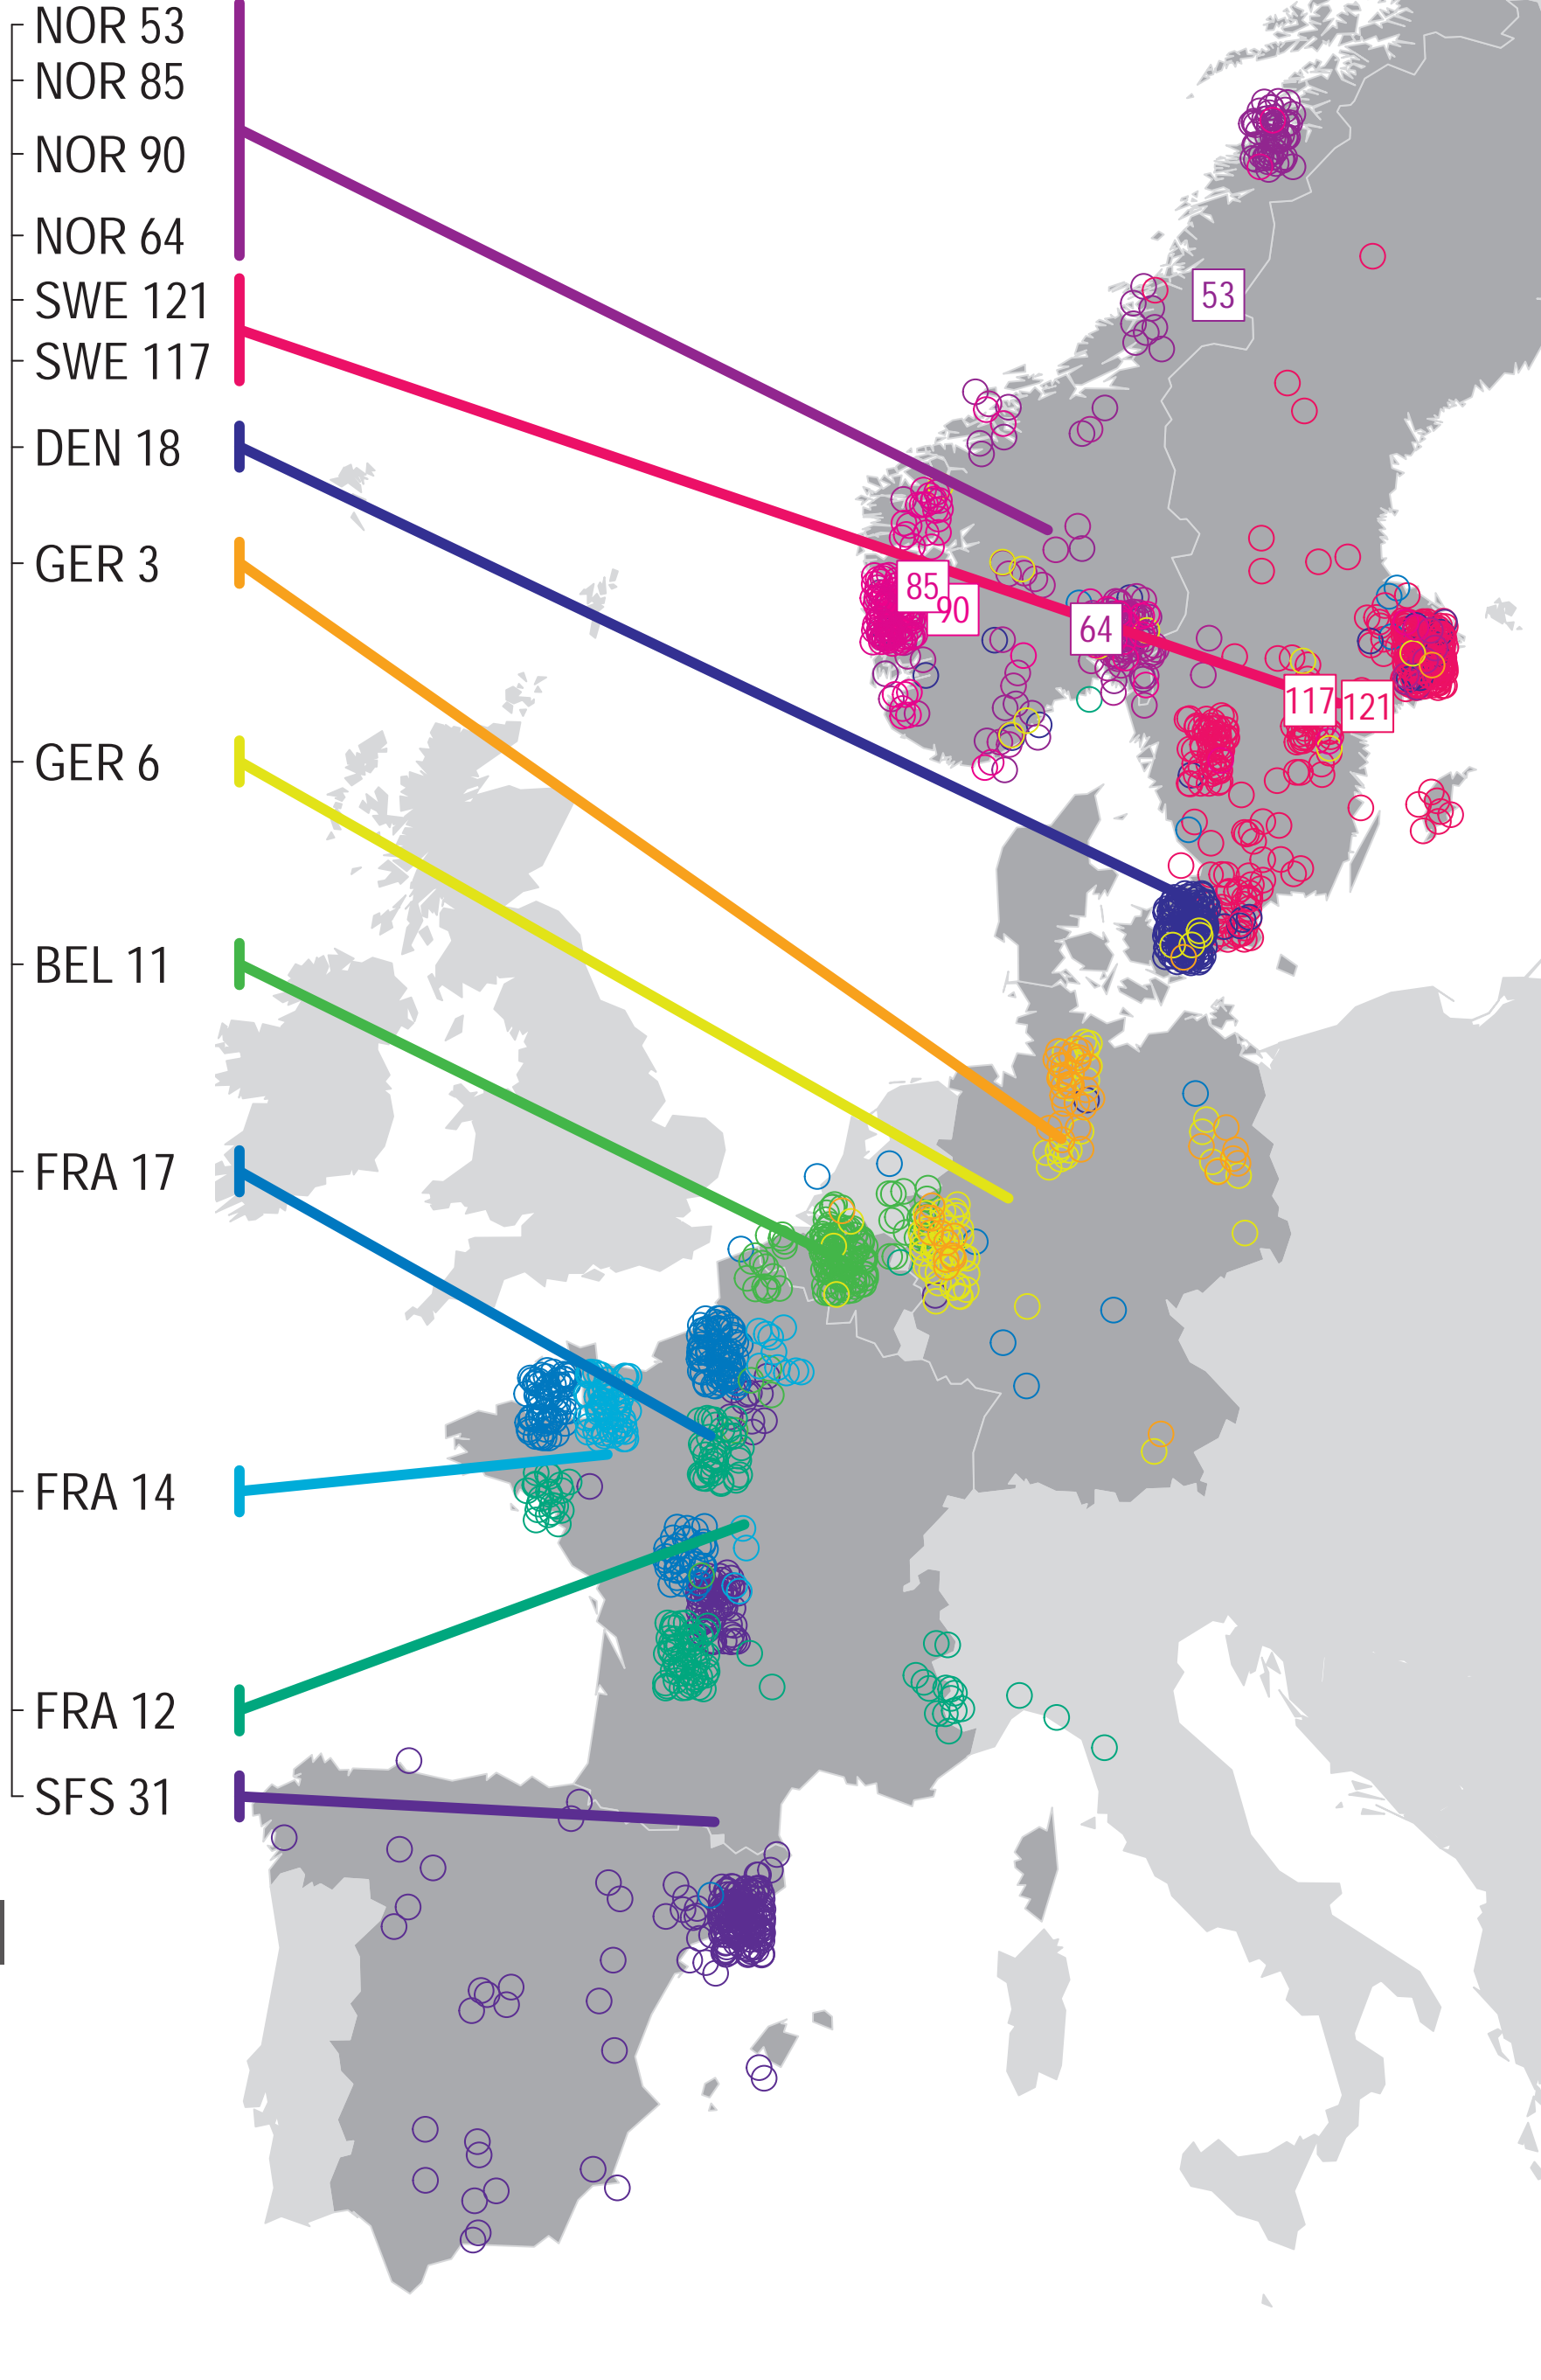 NOR 53
NOR 85
NOR 90
NOR 64
SWE 121
SWE 117
DEN 18
GER 3
GER 6
BEL 11
FRA 17
FRA 14
FRA 12
SFS 31
53
85
90
64
117
121